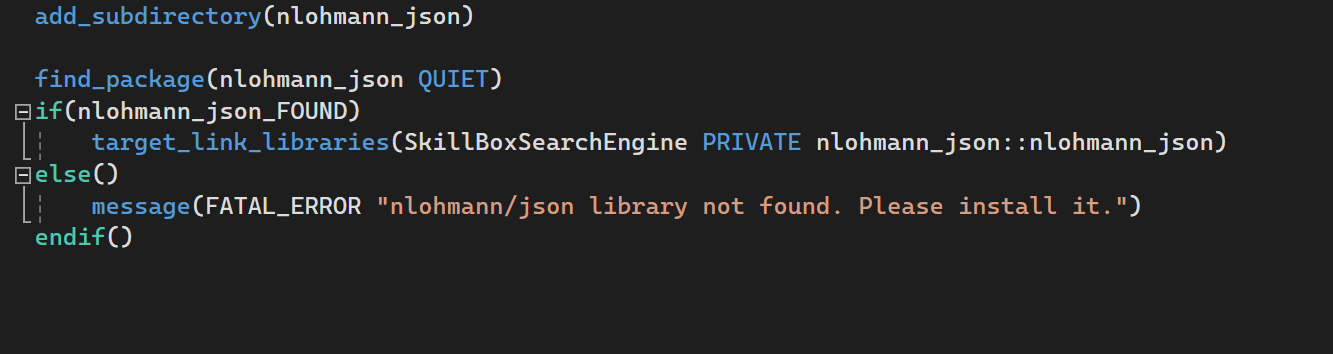 add_subdirectory(nlohmann_json)
find_package(nlohmann_json QUIET)
if(nlohmann_json_FOUND)
target_link_libraries(SkillBoxSearchEngine PRIVATE nlohmann_json::nlohmann_json)
else()
message(FATAL_ERROR "nlohmann/json library not found. Please install it.")
endif()